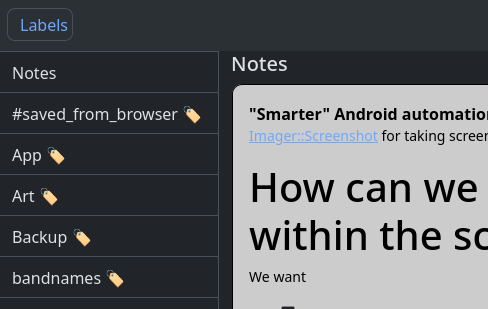 Labels
Notes
#saved_from_browser 🏷️
App 🏷️
Art 🏷️
Backup 🏷️
bandnames 🏷️
Notes
"Smarter" Android automation
Imager::Screenshot for taking screen
How can we
within the sc
We want